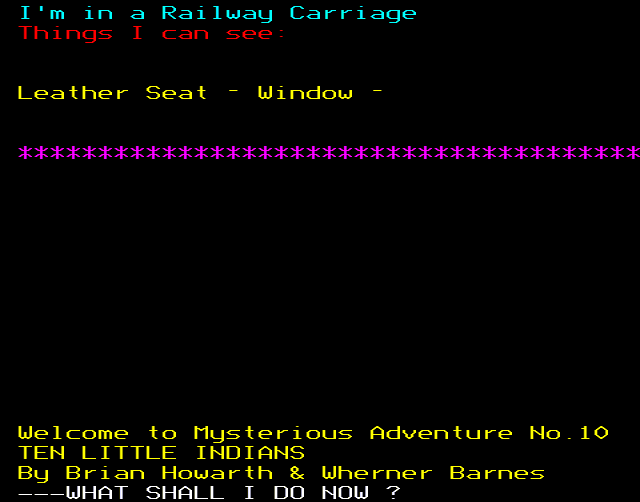 I'm in a Railway Carriage
Things I can see:
Leather Seat - Window -
***************************************
Welcome to Mysterious Adventure No.10
TEN LITTLE INDIANS
By Brian Howarth & Wherner Barnes
---WHAT SHALL I DO NOW ?